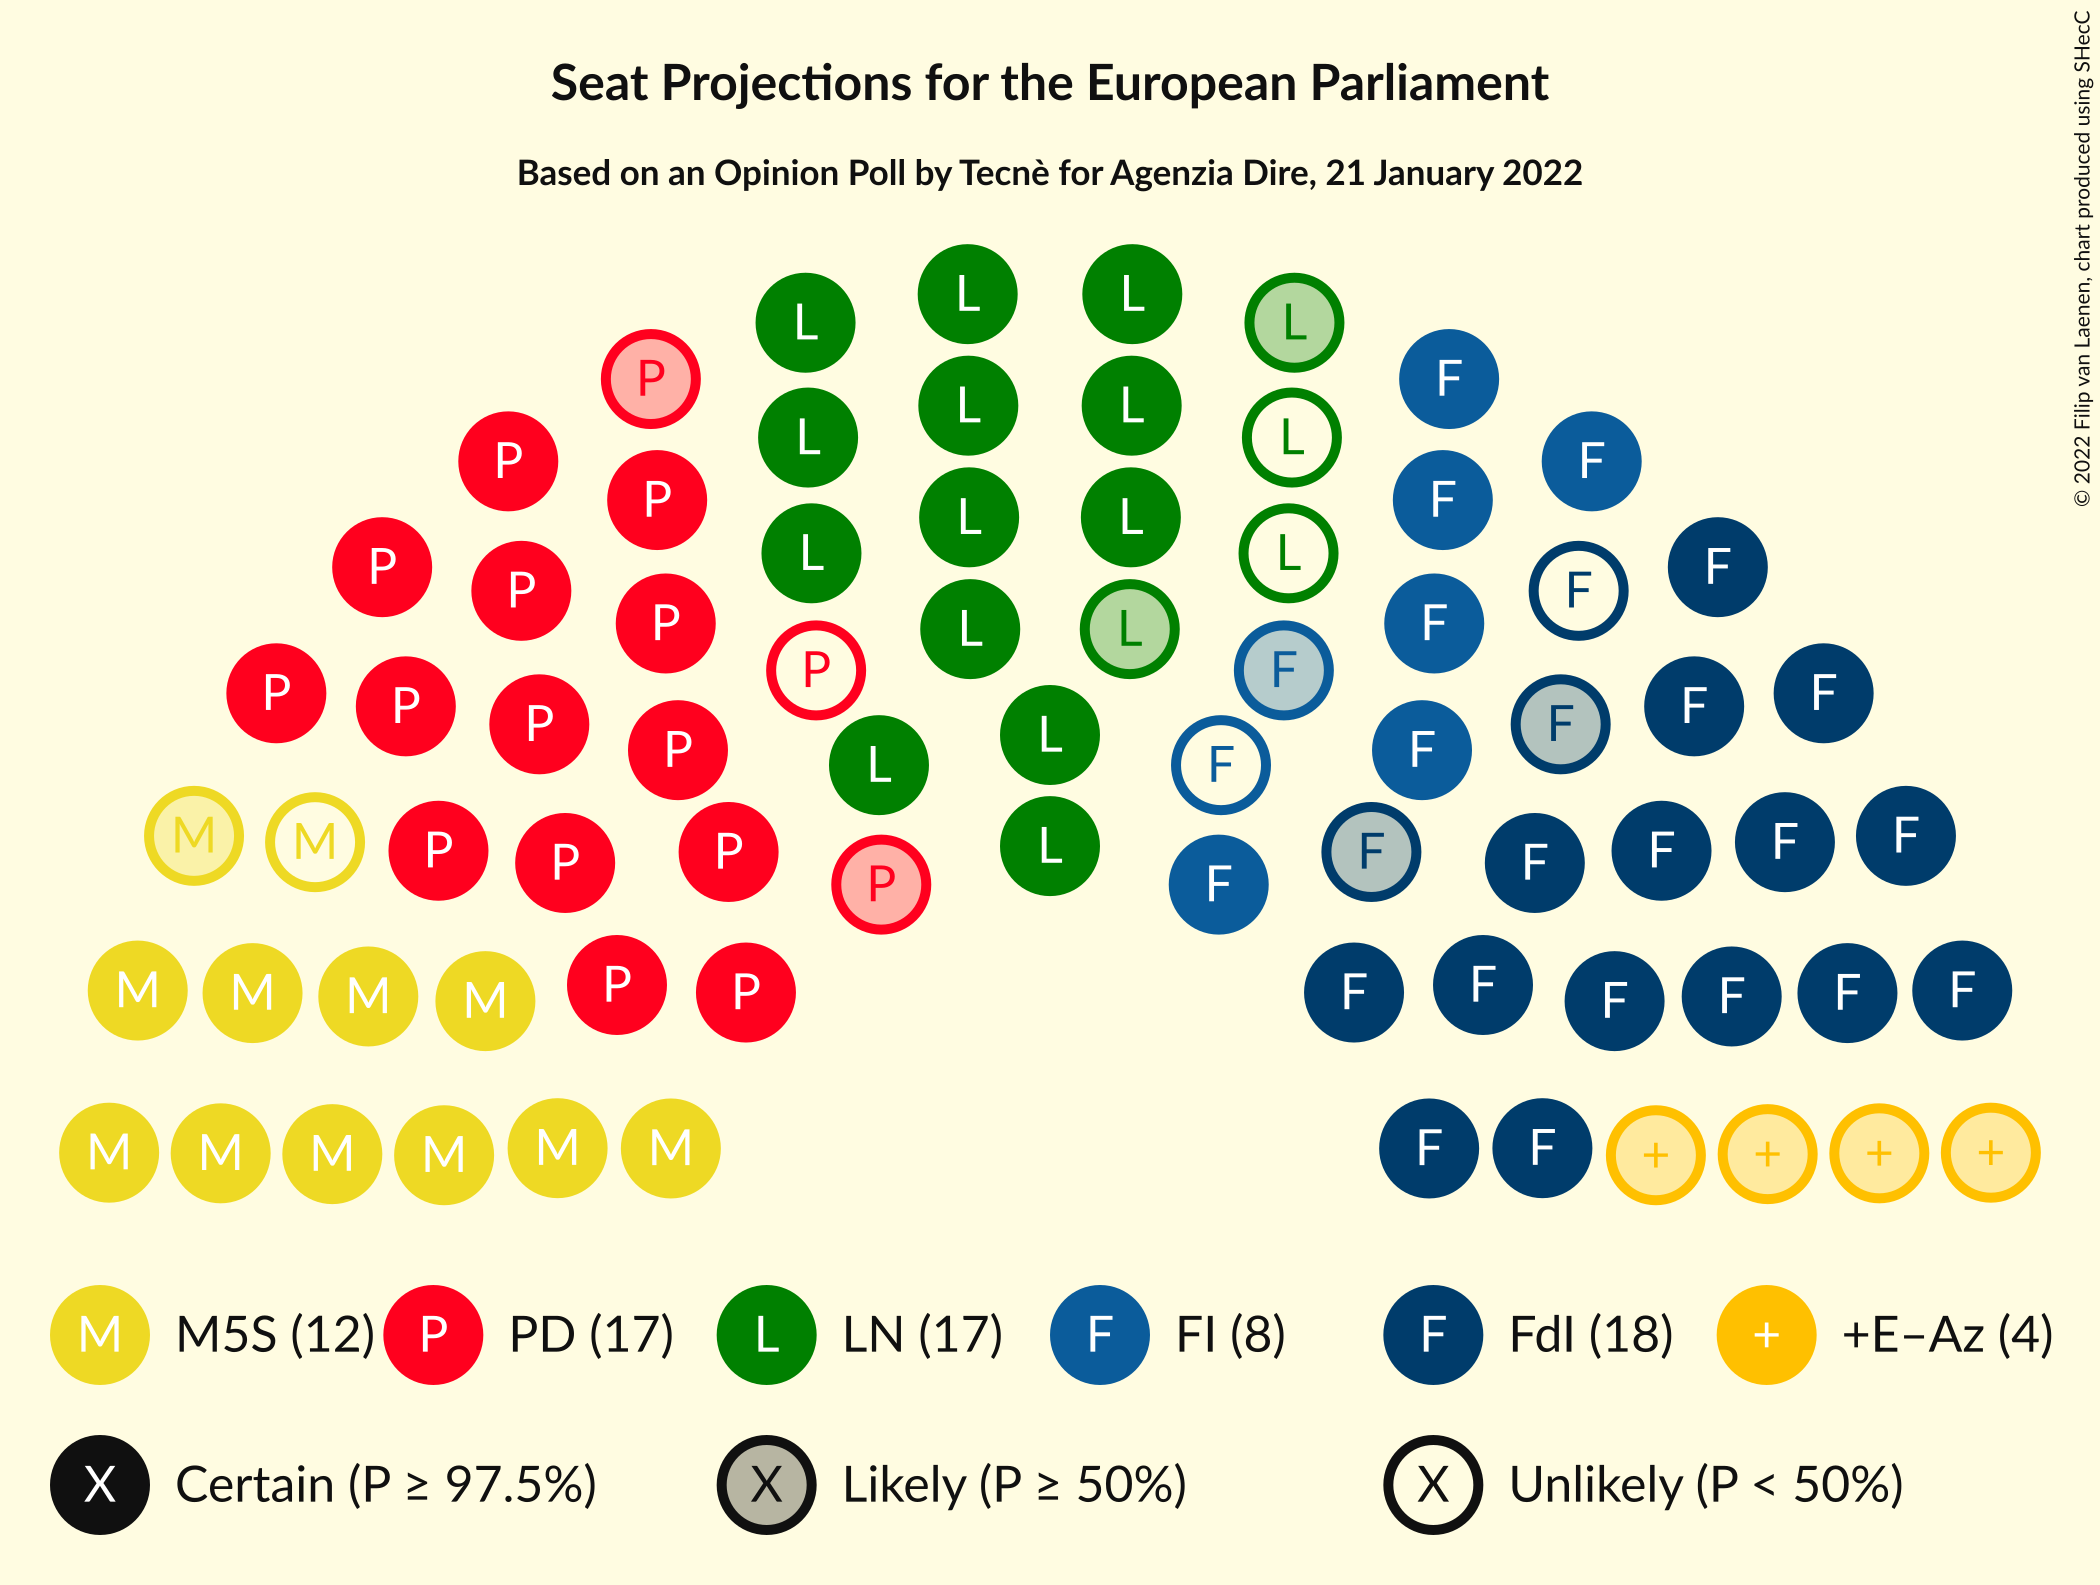 Seat Projections for the European Parliament
Based on an Opinion Poll by Tecnè for Agenzia Dire, 21 January 2022
© 2022 Filip van Laenen, chart produced using SHecC
L L
L L
P F
L L
L L
P F
P F
L L
L L
P F
P F
P F
L L
P L L F
P F
P F
P P F F
P F
P P F F
L
L F
M F
M P F F
P F F
P P F F
P L F
M M M M P P F F F F F F
M M M M M M F F + + + +
M M5S (12) P PD (17) L LN (17) F FI (8) F FdI (18) + +E–Az (4)
X Certain (P ≥ 97.5%) X Likely (P ≥ 50%) X Unlikely (P < 50%)